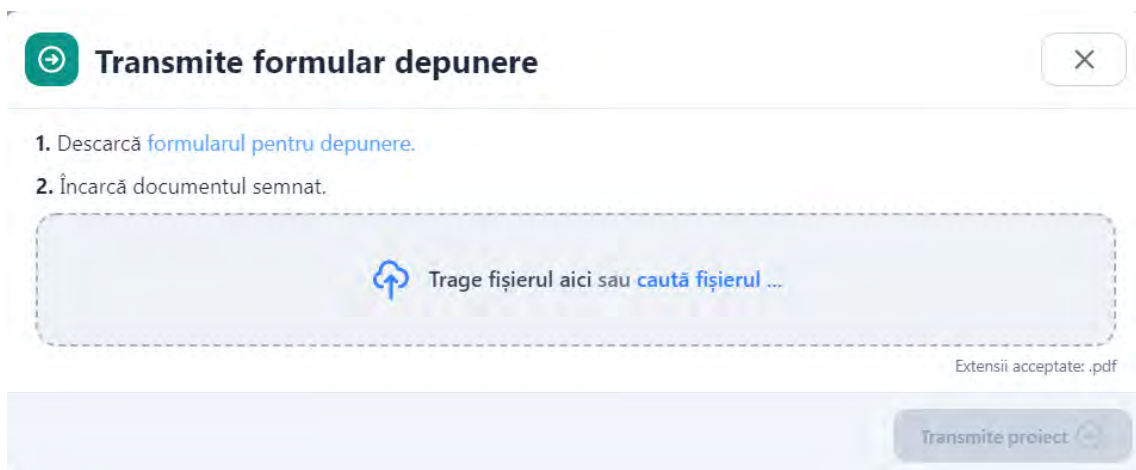 Transmite formular depunere
1. Descarcă formularul pentru depunere.
2. Încarcă documentul semnat.
Trage fișierul aici sau caută fișierul ...
Extensii acceptate: .pdf
Transmite proiect